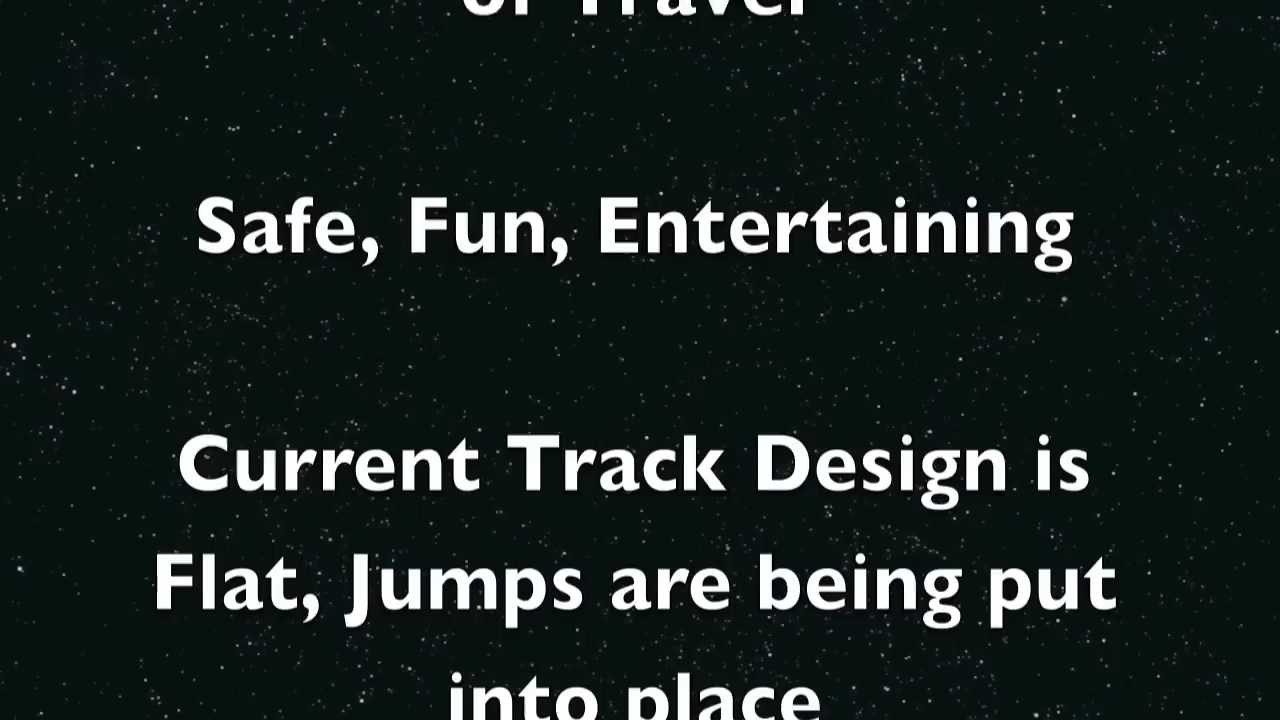 of Travel
Safe, Fun, Entertaining
Current Track Design is
Flat, Jumps are being put
into place